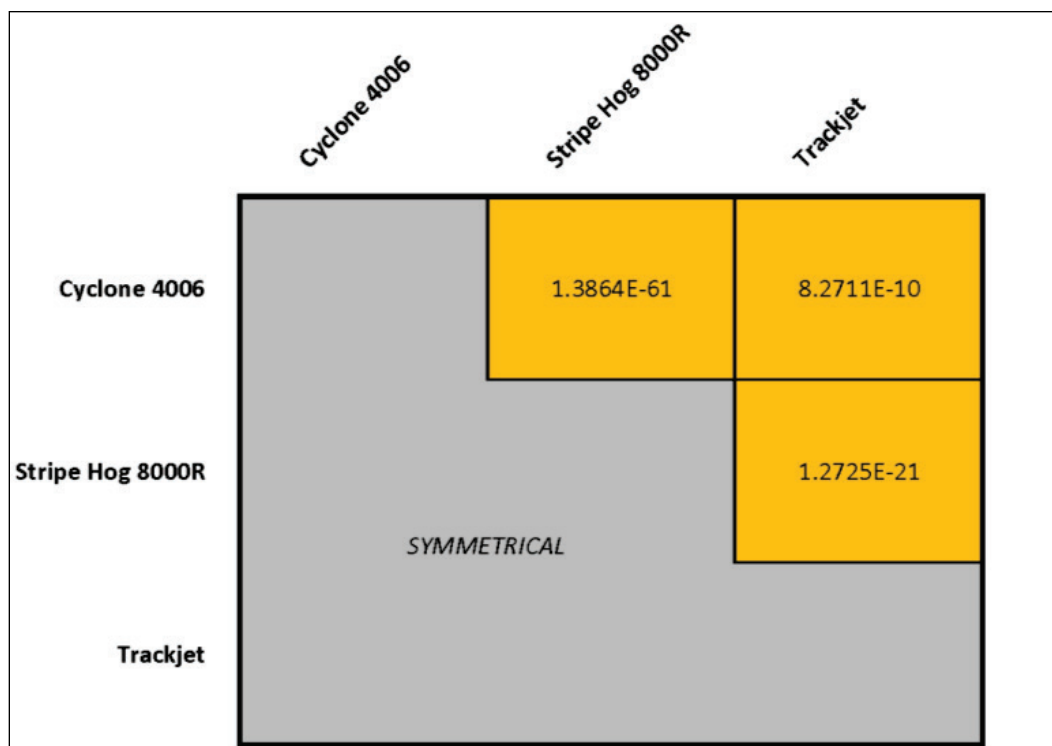 Cyclone 4006
Stripe Hog 8000R
Trackjet
Cyclone 4006
1.3864E-61
8.2711E-10
Stripe Hog 8000R
1.2725E-21
SYMMETRICAL
Trackjet